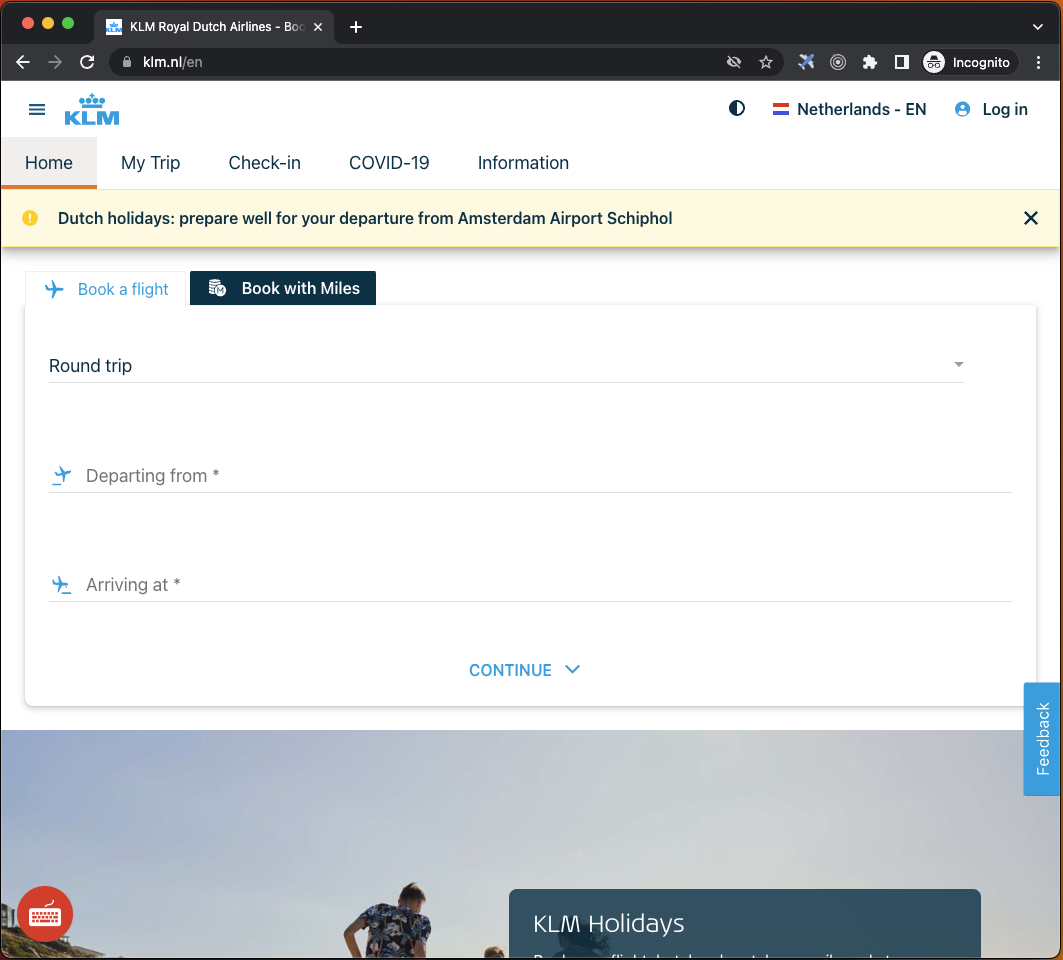 KLM Royal Dutch Airlines - Boo
klm.nl/en
Incognito
KLM
Netherlands - EN
Log in
Home
My Trip
Check-in
COVID-19
Information
Dutch holidays: prepare well for your departure from Amsterdam Airport Schiphol
Book a flight
Book with Miles
Round trip
Departing from *
Arriving at *
CONTINUE
Feedback
KLM Holidays